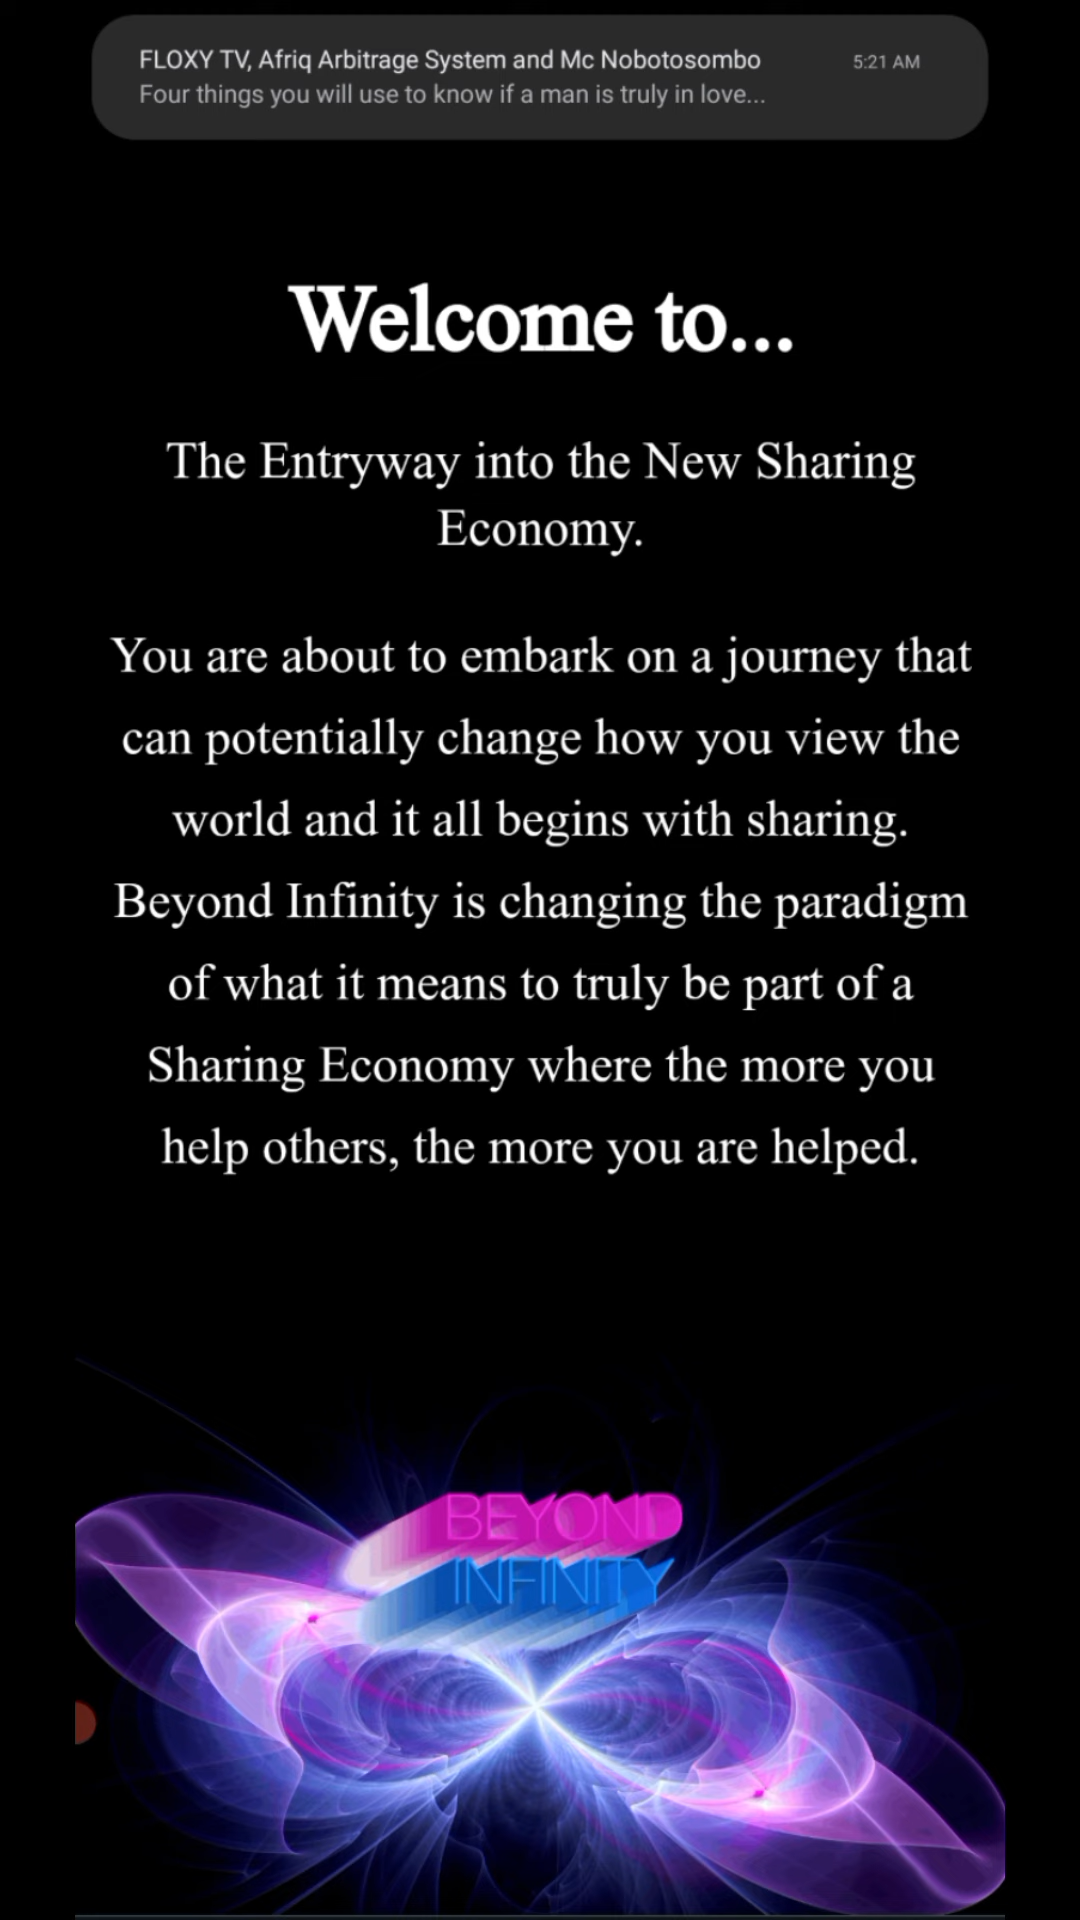 FLOXY TV, Afriq Arbitrage System and Mc Nobotosombo
5:21 AM
Four things you will use to know if a man is truly in love...
Welcome to...
The Entryway into the New Sharing
Economy.
You are about to embark on a journey that
can potentially change how you view the
world and it all begins with sharing.
Beyond Infinity is changing the paradigm
of what it means to truly be part of a
Sharing Economy where the more you
help others, the more you are helped.
BEYOND
INFINITY